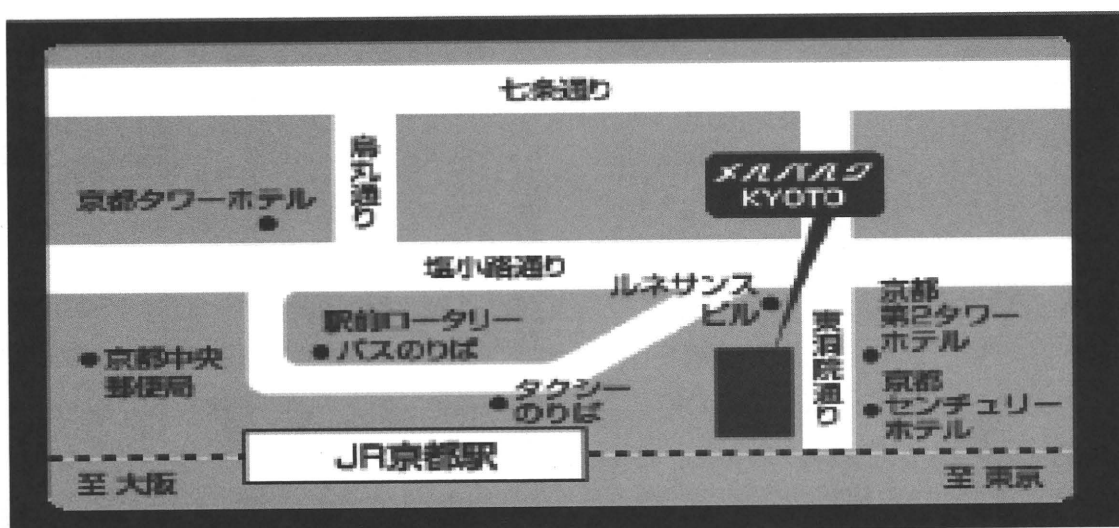 七条通り
烏丸通り
メルパルク
KYOTO
京都タワーホテル
塩小路通り
ルネサンス
ビル
京都
第2タワー
ホテル
駅前ロータリー
バスのりば
東洞院通り
京都中央
郵便局
タクシー
のりば
京都
センチュリー
ホテル
JR京都駅
至 大阪
至 東京